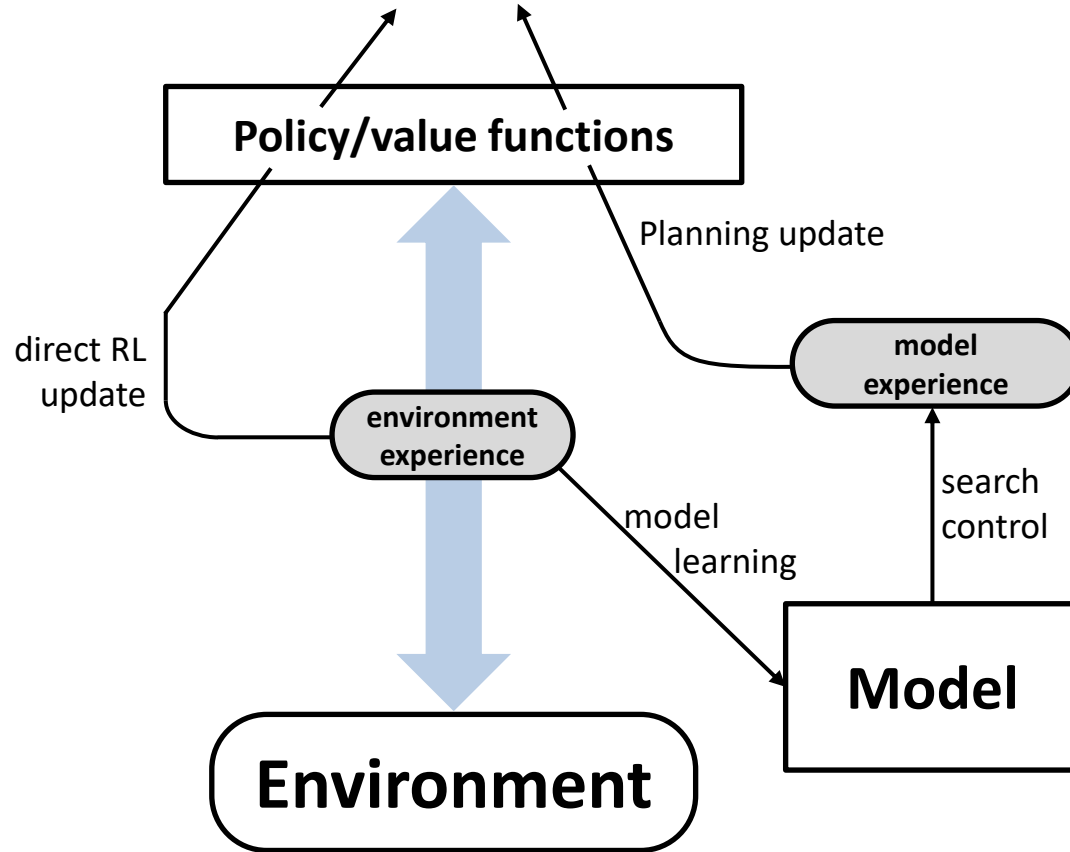 Policy/value functions
Planning update
direct RL
update
model
experience
environment
experience
search
control
model
learning
Model
Environment